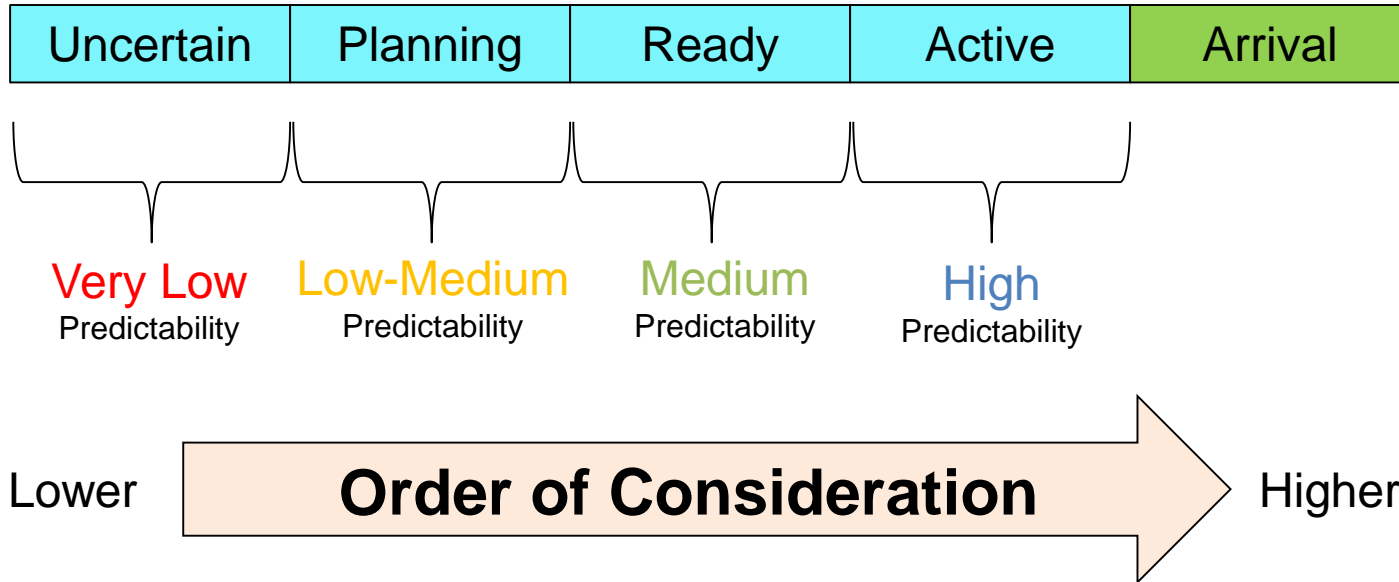 Uncertain Planning Ready Active Arrival
Very Low Low-Medium Medium High
Predictability Predictability Predictability Predictability
Lower Order of Consideration Higher